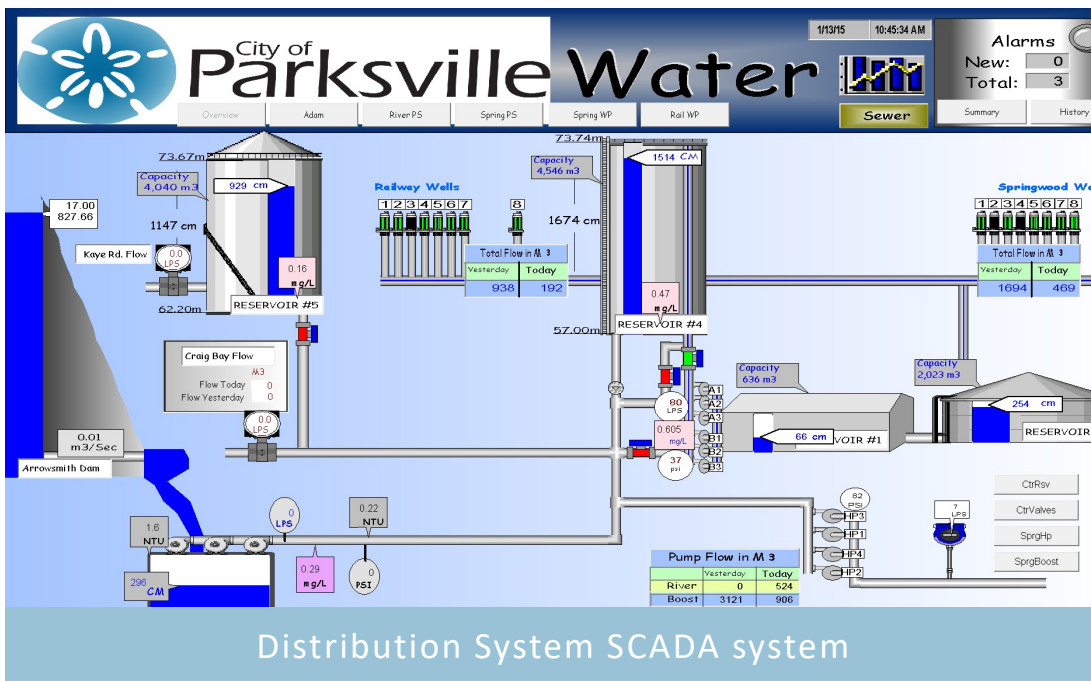 City of
Parksville Water
1/13/15 10:45:34 AM
Alarms
New: 0
Total: 3
Summary
History
Sewer
Overview
Adam
River PS
Spring PS
Spring WP
Rail WP
73.67m
Capacity
4,040 m3
929 cm
1147 cm
62.20m
0.16
mg/L
RESERVOIR #5
17.00
827.66
Kaye Rd. Flow
0.0
LPS
Railway Wells
1 2 3 4 5 6 7 8
Total Flow in M 3
Yesterday Today
938 192
73.74m
Capacity
4,546 m3
1514 CM
1674 cm
57.00m
0.47
mg/L
RESERVOIR #4
Springwood We
1 2 3 4 5 6 7 8
Total Flow in M 3
Yesterday Today
1694 469
Craig Bay Flow
M3
Flow Today 0
Flow Yesterday 0
0.0
LPS
80
LPS
0.605
mg/L
37
psi
A1
A2
A3
B1
B2
B3
Capacity
636 m3
66 cm
VOIR #1
Capacity
2,023 m3
254 cm
RESERVOIR
0.01
m3/Sec
Arrowsmith Dam
1.6
NTU
296
CM
0
LPS
0.22
NTU
0.29
mg/L
0
PSI
82
PSI
HP3
HP1
HP4
HP2
7
LPS
CtrRsv
CtrValves
SprgHp
SprgBoost
Pump Flow in M 3
Yesterday Today
River 0 524
Boost 3121 906
Distribution System SCADA system